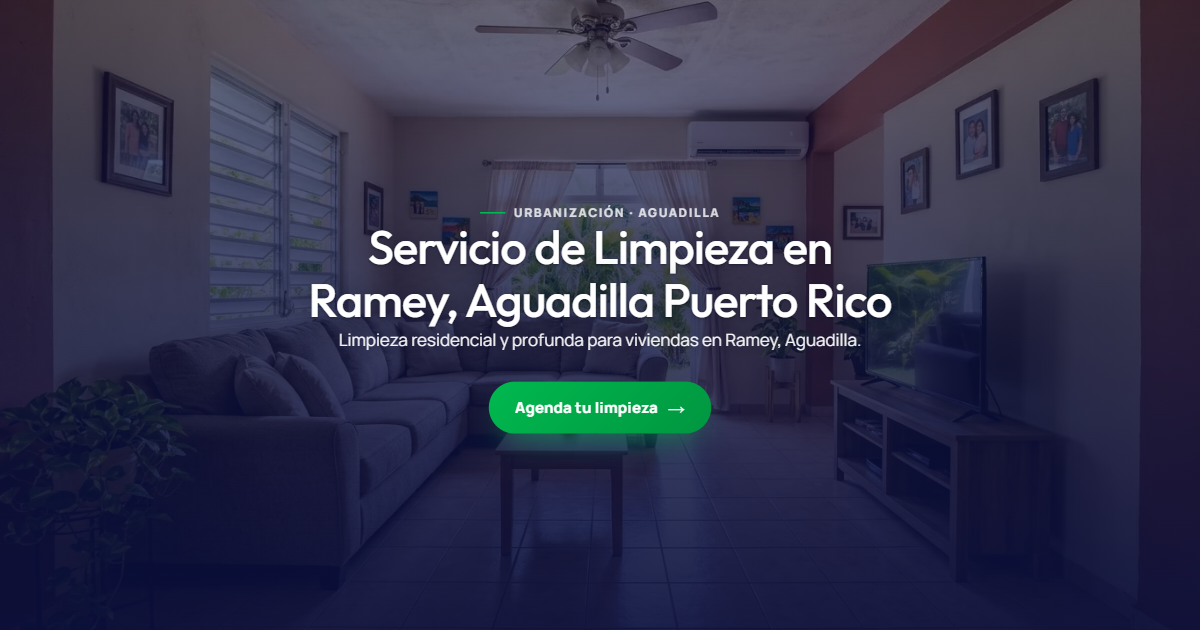 URBANIZACIÓN · AGUADILLA
Servicio de Limpieza en
Ramey, Aguadilla Puerto Rico
Limpieza residencial y profunda para viviendas en Ramey, Aguadilla.
Agenda tu limpieza →